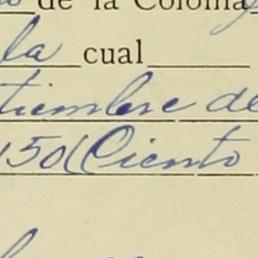 de la Colonia
la cual
tiembre de
150 (Ciento